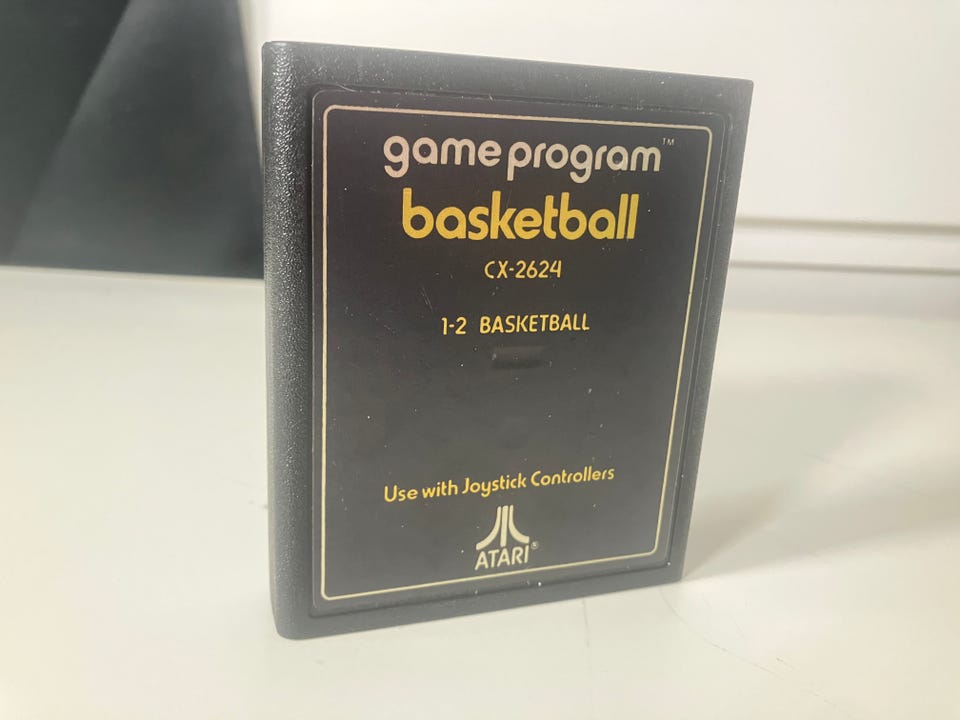 game program™
basketball
CX-2624
1-2 BASKETBALL
Use with Joystick Controllers
ATARI®